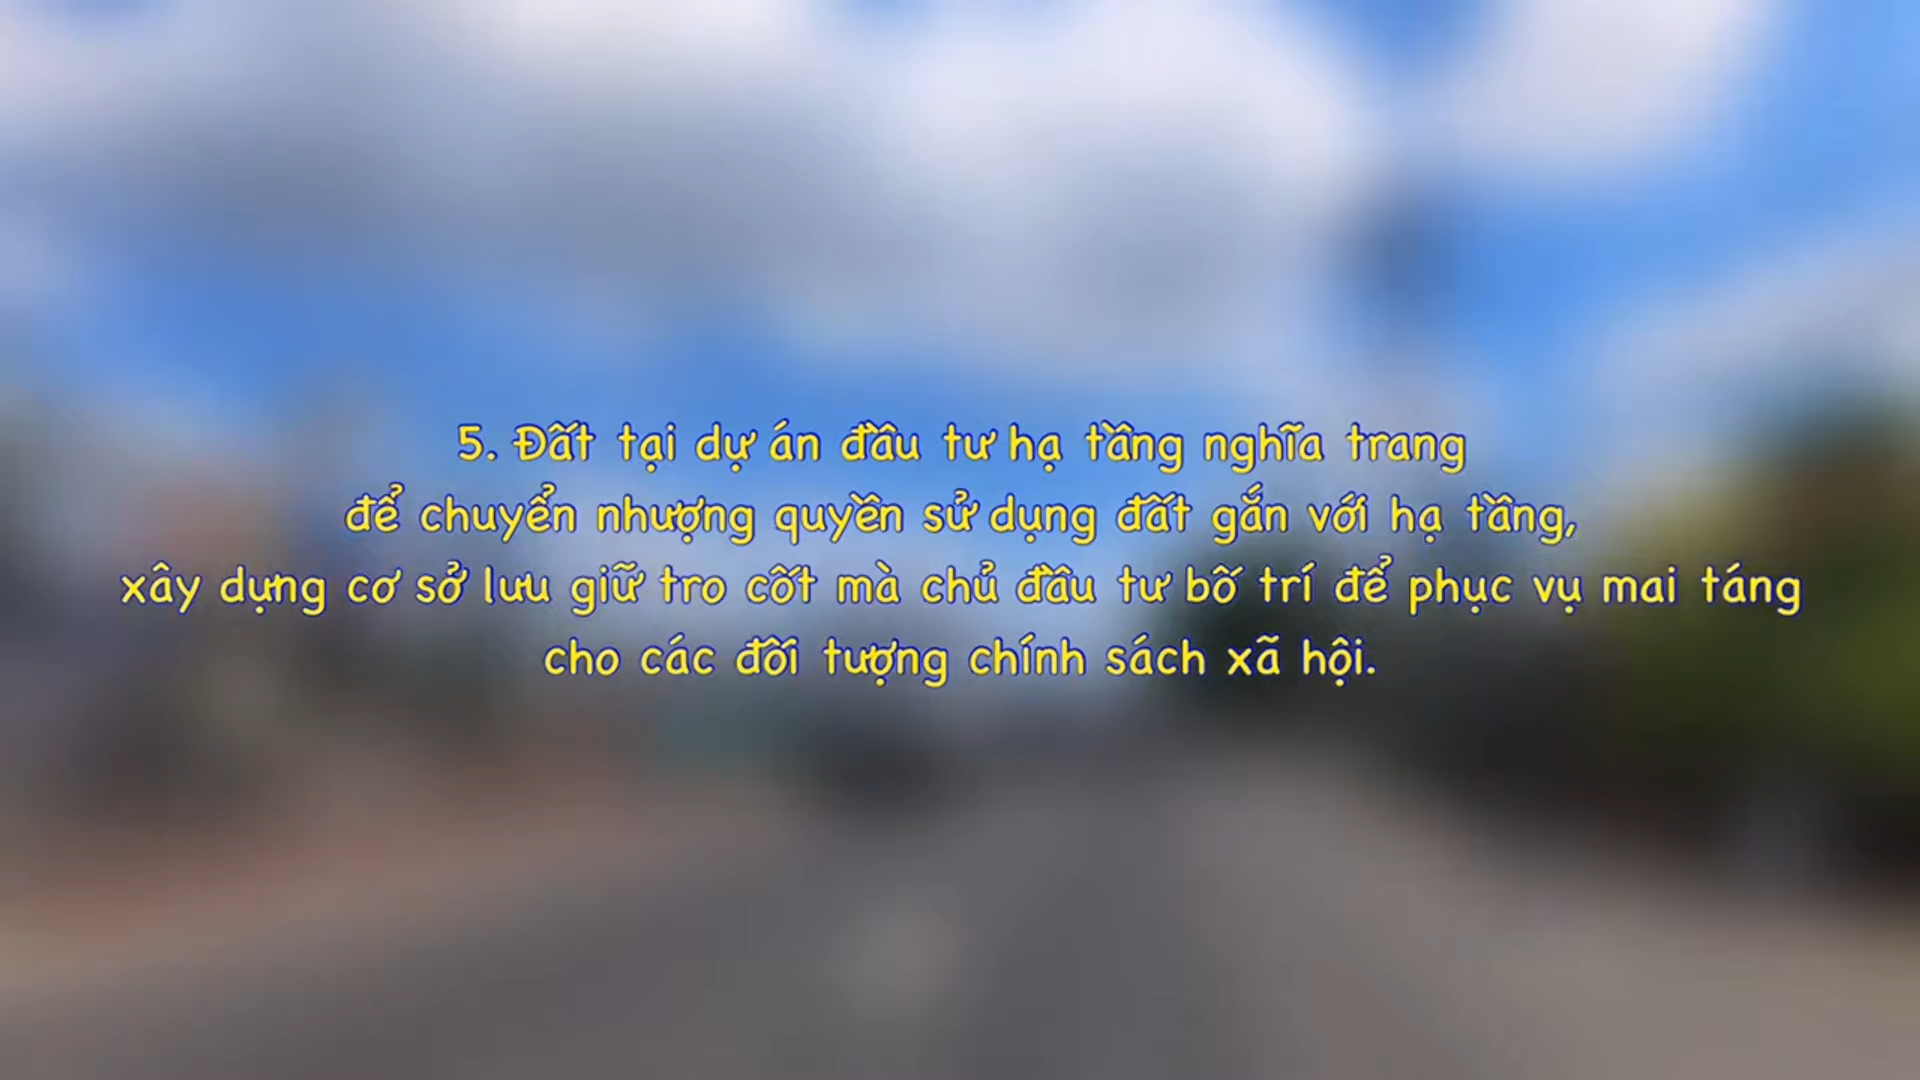 5. Đất tại dự án đầu tư hạ tầng nghĩa trang
để chuyển nhượng quyền sử dụng đất gắn với hạ tầng,
xây dựng cơ sở lưu giữ tro cốt mà chủ đầu tư bố trí để phục vụ mai táng
cho các đối tượng chính sách xã hội.